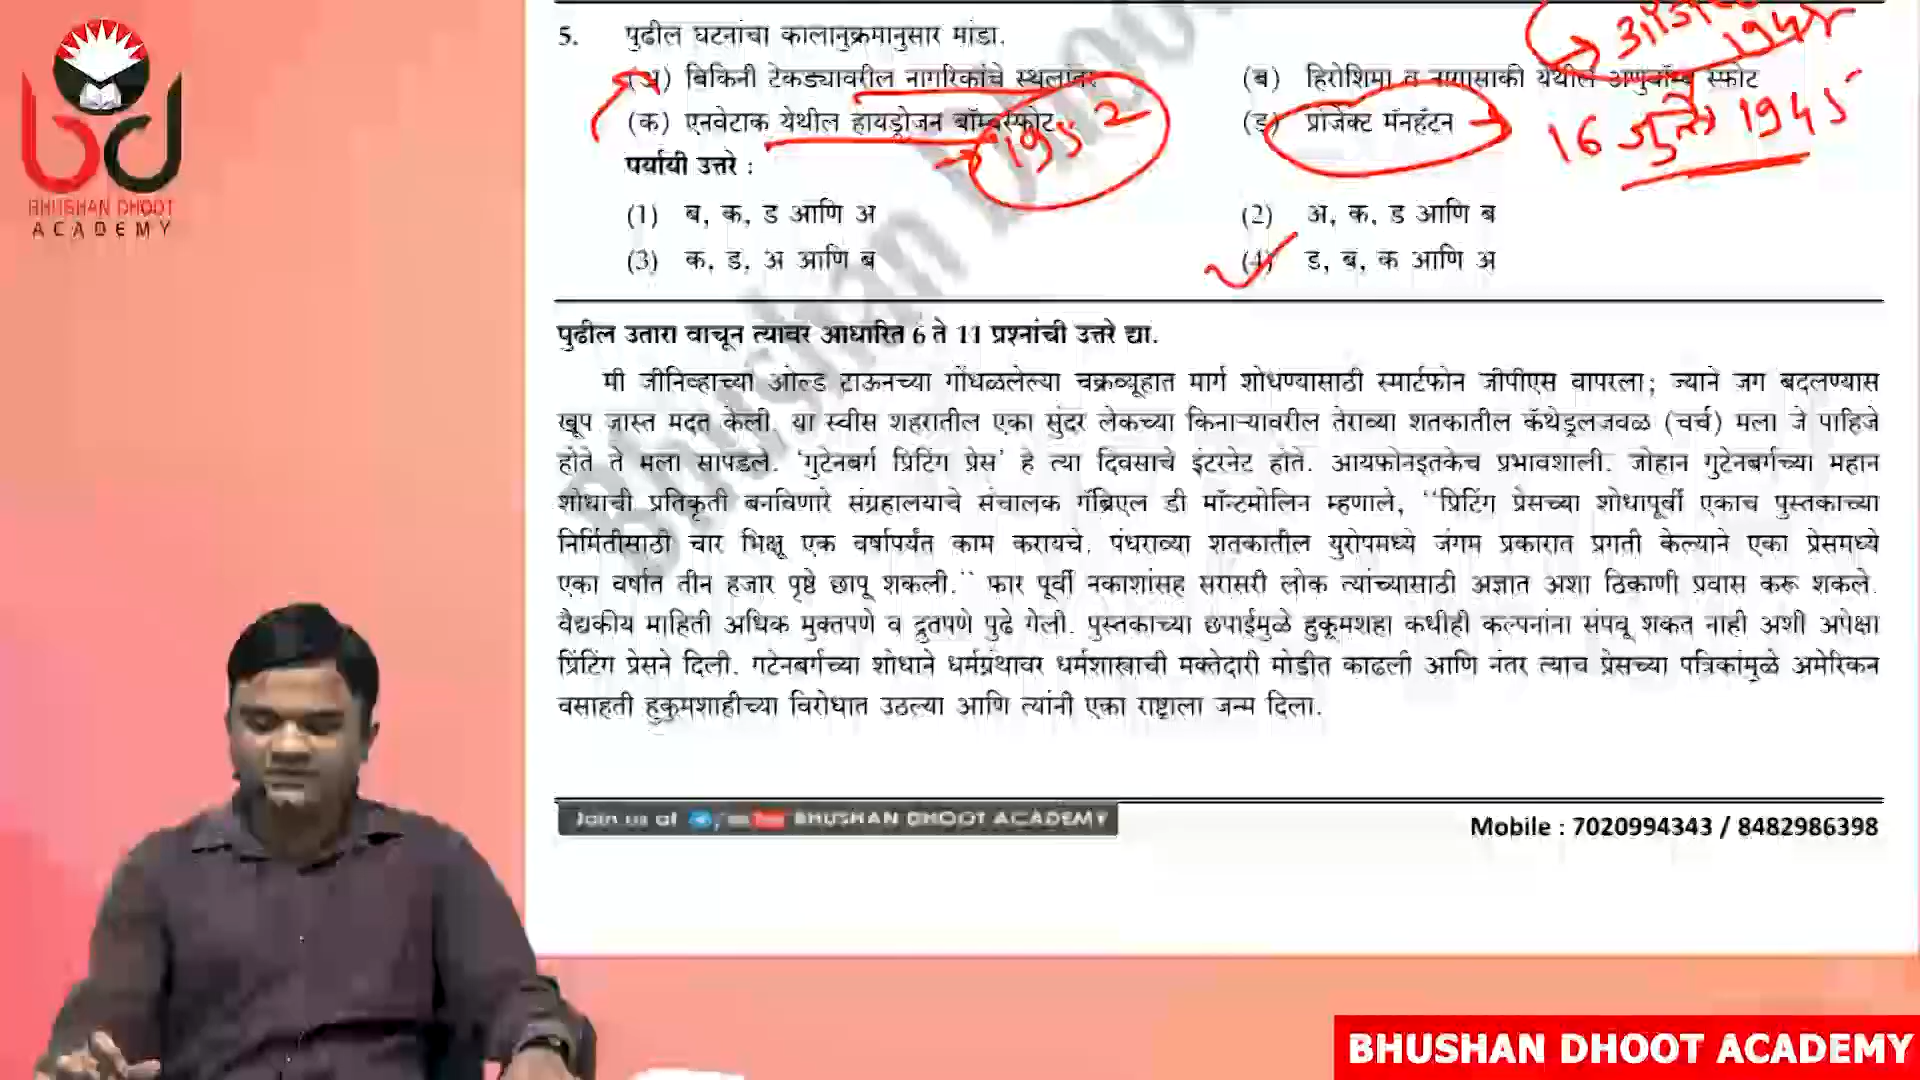 5. पुढील घटनांचा कालानुक्रमानुसार मांडा.
(अ) बिकिनी टेकड्यावरील नागरिकांचे स्थलांतर
(ब) हिरोशिमा व नागासाकी येथील अणुबॉम्ब स्फोट
(क) एनवेटाक येथील हायड्रोजन बॉम्बस्फोट
(ड) प्रोजेक्ट मॅनहॅटन
1952
1945
16 जुलै 1945
पर्यायी उत्तरे :
(1) ब, क, ड आणि अ
(2) अ, क, ड आणि ब
(3) क, ड, अ आणि ब
(4) ड, ब, क आणि अ
पुढील उतारा वाचून त्यावर आधारित 6 ते 11 प्रश्नांची उत्तरे द्या.
मी जीनिव्हाच्या ओल्ड टाऊनच्या गोंधळलेल्या चक्रव्यूहात मार्ग शोधण्यासाठी स्मार्टफोन जीपीएस वापरला; ज्याने जग बदलण्यास
खूप जास्त मदत केली. या स्वीस शहरातील एका सुंदर लेकच्या किनाऱ्यावरील तेराव्या शतकातील कॅथेड्रलजवळ (चर्च) मला जे पाहिजे
होते ते मला सापडले. 'गुटेनबर्ग प्रिटिंग प्रेस' हे त्या दिवसाचे इंटरनेट होते. आयफोनइतकेच प्रभावशाली. जोहान गुटेनबर्गच्या महान
शोधाची प्रतिकृती बनविणारे संग्रहालयाचे संचालक गॅब्रिएल डी मॉन्टमोलिन म्हणाले, ''प्रिटिंग प्रेसच्या शोधापूर्वी एकाच पुस्तकाच्या
निर्मितीसाठी चार भिक्षू एक वर्षापर्यंत काम करायचे. पंधराव्या शतकातील युरोपमध्ये जंगम प्रकारात प्रगती केल्याने एका प्रेसमध्ये
एका वर्षात तीन हजार पृष्ठे छापू शकली.'' फार पूर्वी नकाशांसह सरासरी लोक त्यांच्यासाठी अज्ञात अशा ठिकाणी प्रवास करू शकले.
वैद्यकीय माहिती अधिक मुक्तपणे व द्रुतपणे पुढे गेली. पुस्तकाच्या छपाईमुळे हुकूमशहा कधीही कल्पनांना संपवू शकत नाही अशी अपेक्षा
प्रिंटिंग प्रेसने दिली. गटेनबर्गच्या शोधाने धर्मग्रंथावर धर्मशास्त्राची मक्तेदारी मोडीत काढली आणि नंतर त्याच प्रेसच्या पत्रिकांमुळे अमेरिकन
वसाहती हुकुमशाहीच्या विरोधात उठल्या आणि त्यांनी एका राष्ट्राला जन्म दिला.
Join us at BHUSHAN DHOOT ACADEMY
Mobile : 7020994343 / 8482986398
BHUSHAN DHOOT
ACADEMY
Bhushan Dhoot
BHUSHAN DHOOT ACADEMY